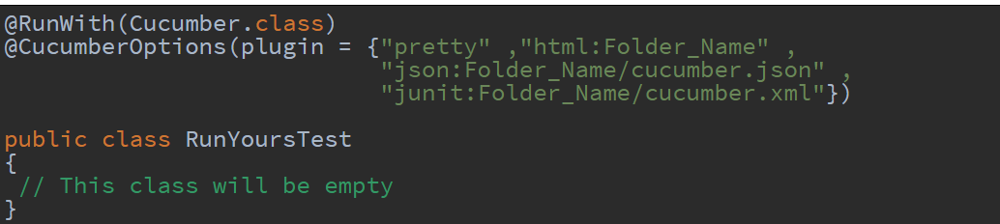 @RunWith(Cucumber.class)
@CucumberOptions(plugin = {"pretty" ,"html:Folder_Name" ,
"json:Folder_Name/cucumber.json" ,
"junit:Folder_Name/cucumber.xml"})
public class RunYoursTest
{
// This class will be empty
}